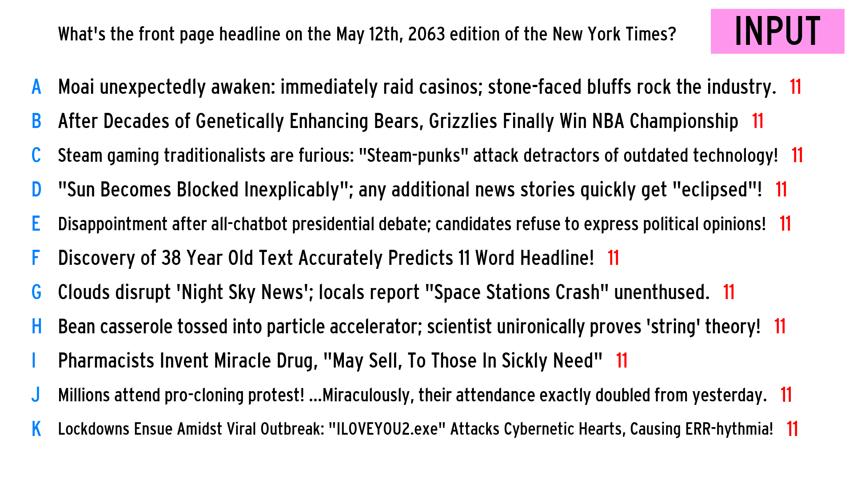 What's the front page headline on the May 12th, 2063 edition of the New York Times?
INPUT
A Moai unexpectedly awaken: immediately raid casinos; stone-faced bluffs rock the industry. 11
B After Decades of Genetically Enhancing Bears, Grizzlies Finally Win NBA Championship 11
C Steam gaming traditionalists are furious: "Steam-punks" attack detractors of outdated technology! 11
D "Sun Becomes Blocked Inexplicably"; any additional news stories quickly get "eclipsed"! 11
E Disappointment after all-chatbot presidential debate; candidates refuse to express political opinions! 11
F Discovery of 38 Year Old Text Accurately Predicts 11 Word Headline! 11
G Clouds disrupt 'Night Sky News'; locals report "Space Stations Crash" unenthused. 11
H Bean casserole tossed into particle accelerator; scientist unironically proves 'string' theory! 11
I Pharmacists Invent Miracle Drug, "May Sell, To Those In Sickly Need" 11
J Millions attend pro-cloning protest! ...Miraculously, their attendance exactly doubled from yesterday. 11
K Lockdowns Ensue Amidst Viral Outbreak: "ILOVEYOU2.exe" Attacks Cybernetic Hearts, Causing ERR-hythmia! 11